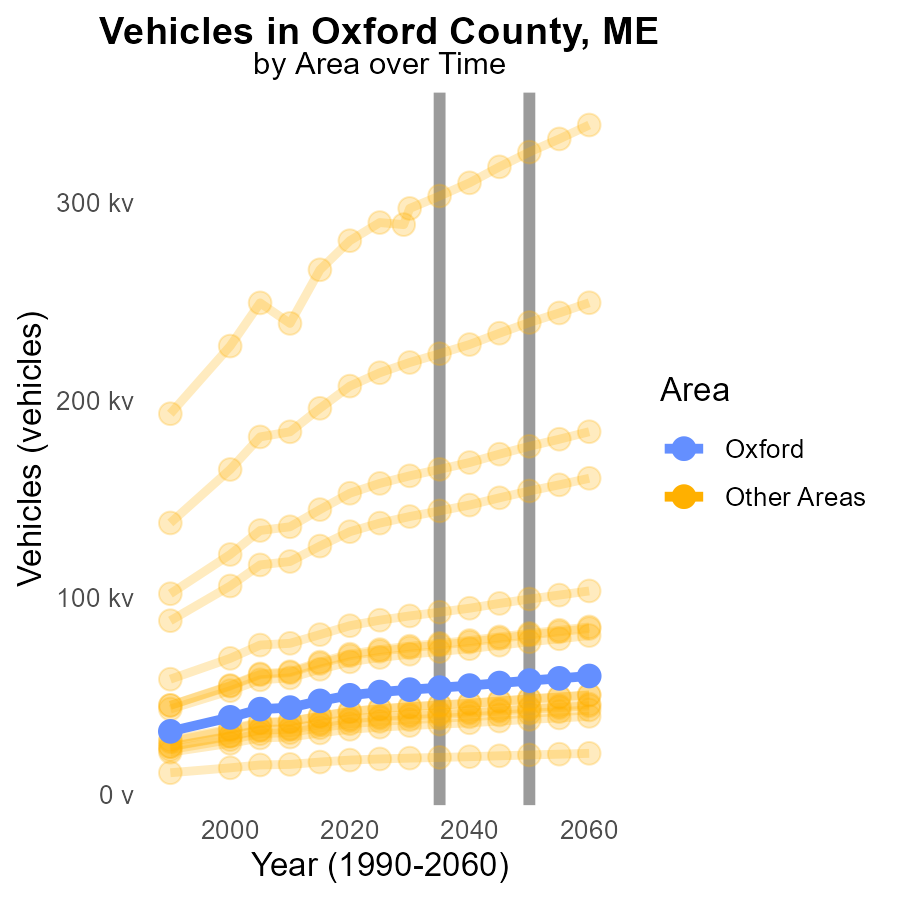 Vehicles in Oxford County, ME
by Area over Time
Vehicles (vehicles)
300 kv
200 kv
100 kv
0 v
2000 2020 2040 2060
Year (1990-2060)
Area
Oxford
Other Areas